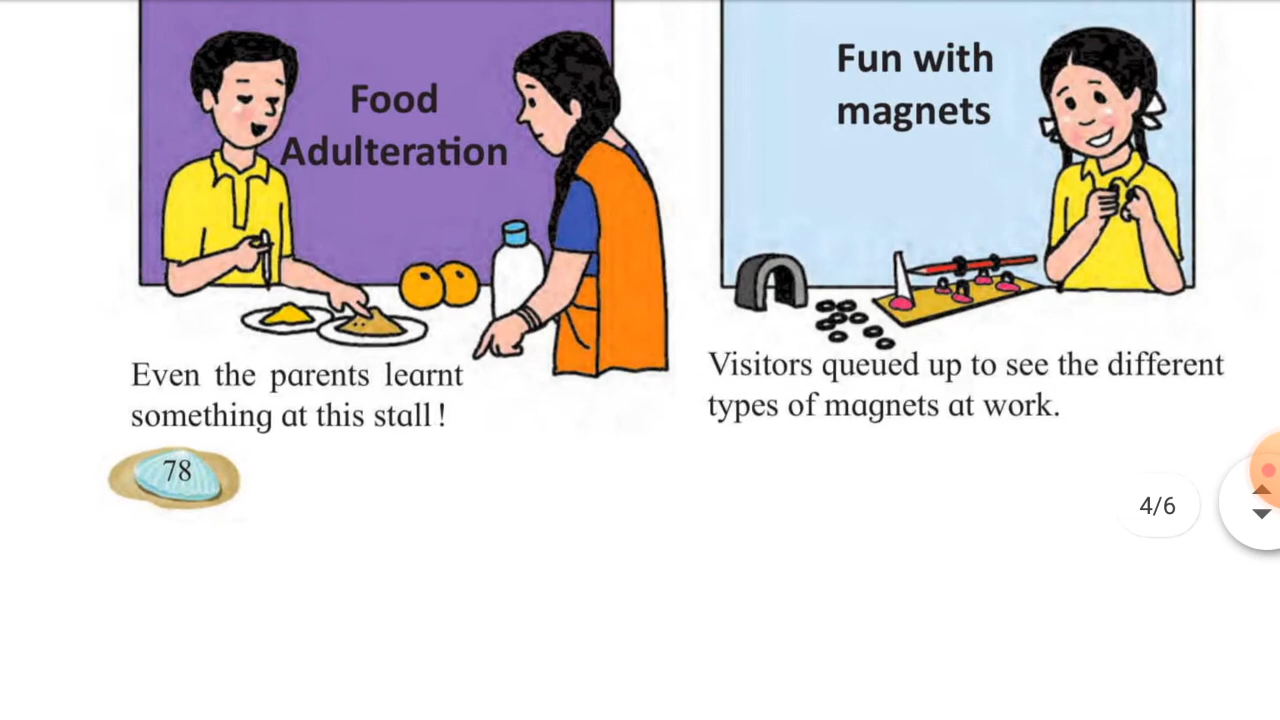 Food
Adulteration
Fun with
magnets
Even the parents learnt
something at this stall!
Visitors queued up to see the different
types of magnets at work.
78
4/6